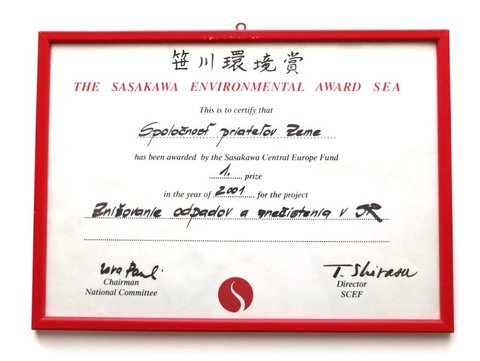 笹川環境賞
THE SASAKAWA ENVIRONMENTAL AWARD SEA
This is to certify that
Spoločnosť priateľov Zeme
has been awarded by the Sasakawa Central Europe Fund
1. prize
in the year of 2001 for the project
Znižovanie odpadov a znečistenia v SR
T. Shirasu
Chairman
National Committee
Director
SCEF